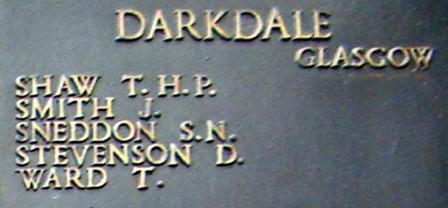 DARKDALE
GLASGOW
SHAW T.H.P.
SMITH J.
SNEDDON S.N.
STEVENSON D.
WARD T.